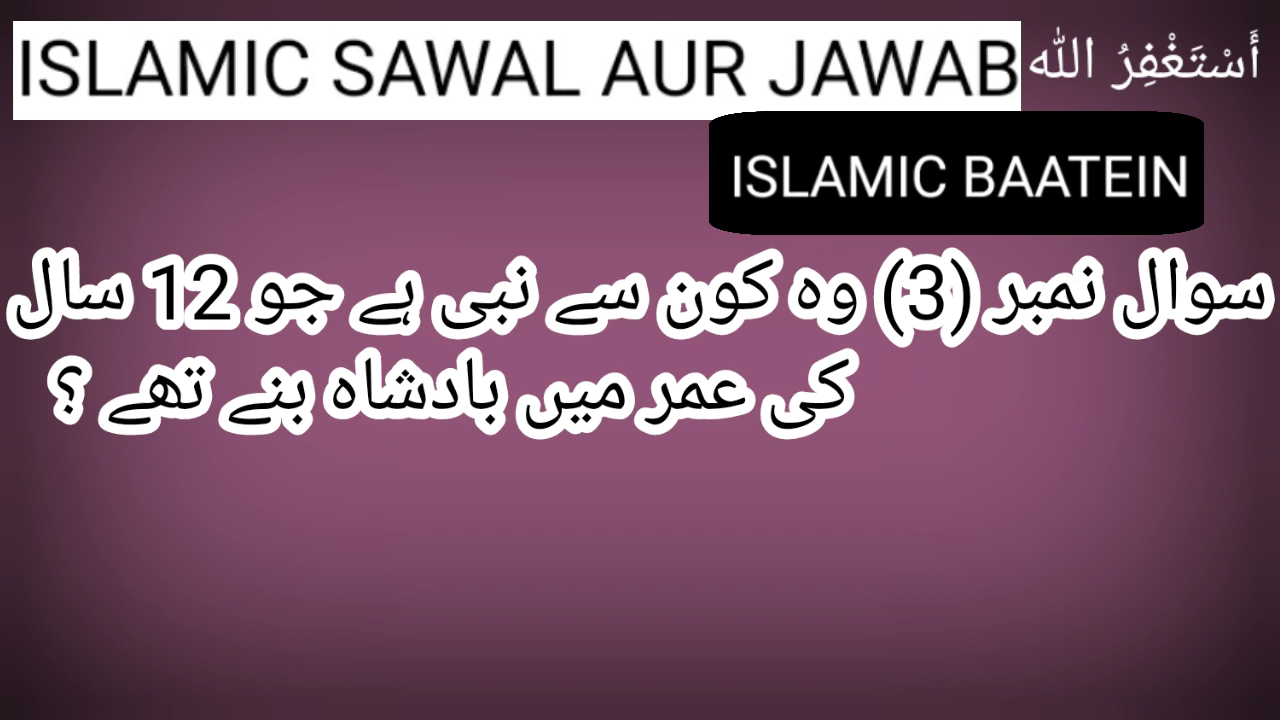 ISLAMIC SAWAL AUR JAWAB أَسْتَغْفِرُ اللّٰه
ISLAMIC BAATEIN
سوال نمبر (3) وہ کون سے نبی ہے جو 12 سال
کی عمر میں بادشاہ بنے تھے ؟